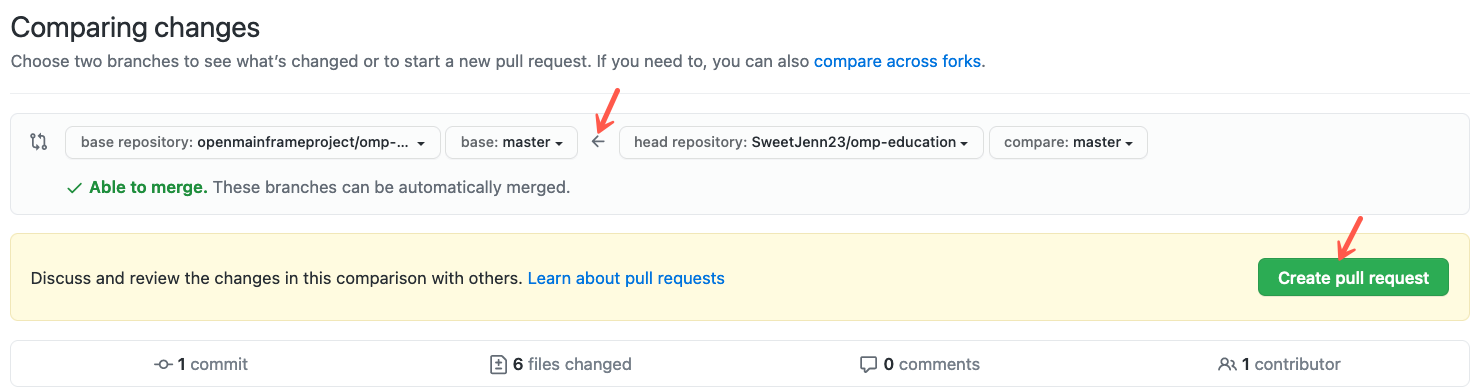 Comparing changes
Choose two branches to see what’s changed or to start a new pull request. If you need to, you can also compare across forks.
base repository: openmainframeproject/omp-... base: master head repository: SweetJenn23/omp-education compare: master
Able to merge. These branches can be automatically merged.
Discuss and review the changes in this comparison with others. Learn about pull requests Create pull request
1 commit 6 files changed 0 comments 1 contributor